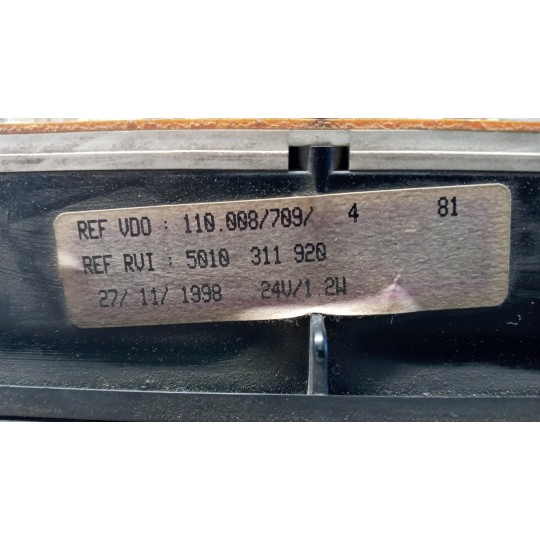 REF VDO : 110.008/709/ 4 81
REF RVI : 5010 311 920
27/ 11/ 1998 24V/1.2W